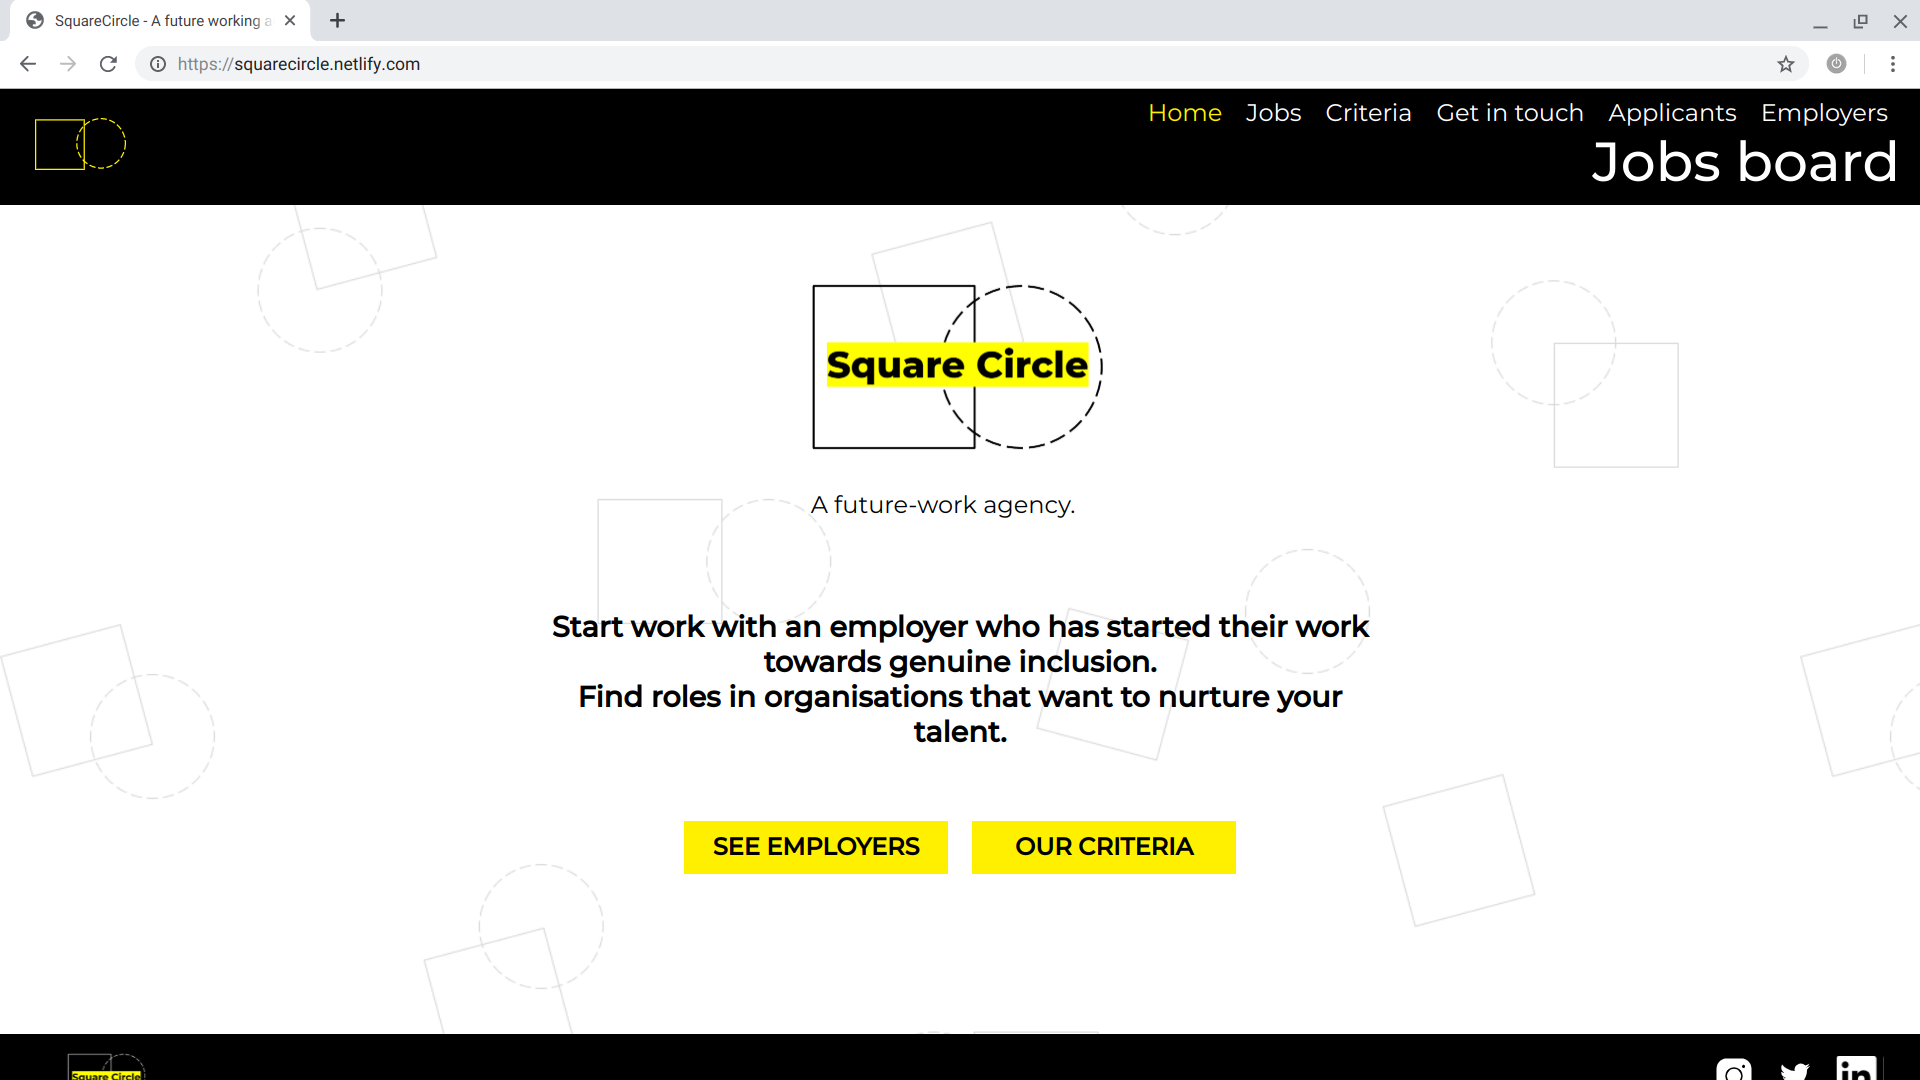 SquareCircle - A future working a
https://squarecircle.netlify.com
Home Jobs Criteria Get in touch Applicants Employers
Jobs board
Square Circle
A future-work agency.
Start work with an employer who has started their work
towards genuine inclusion.
Find roles in organisations that want to nurture your
talent.
SEE EMPLOYERS OUR CRITERIA
Square Circle
in